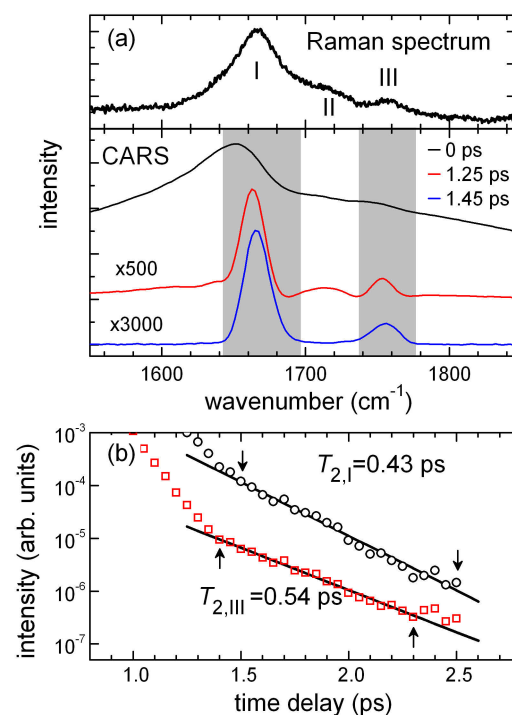 (a) Raman spectrum
I
II
III
CARS
0 ps
1.25 ps
1.45 ps
x500
x3000
intensity
1600 1700 1800
wavenumber (cm⁻¹)
(b)
T₂,I=0.43 ps
T₂,III=0.54 ps
10⁻³
10⁻⁴
10⁻⁵
10⁻⁶
10⁻⁷
intensity (arb. units)
1.0 1.5 2.0 2.5
time delay (ps)